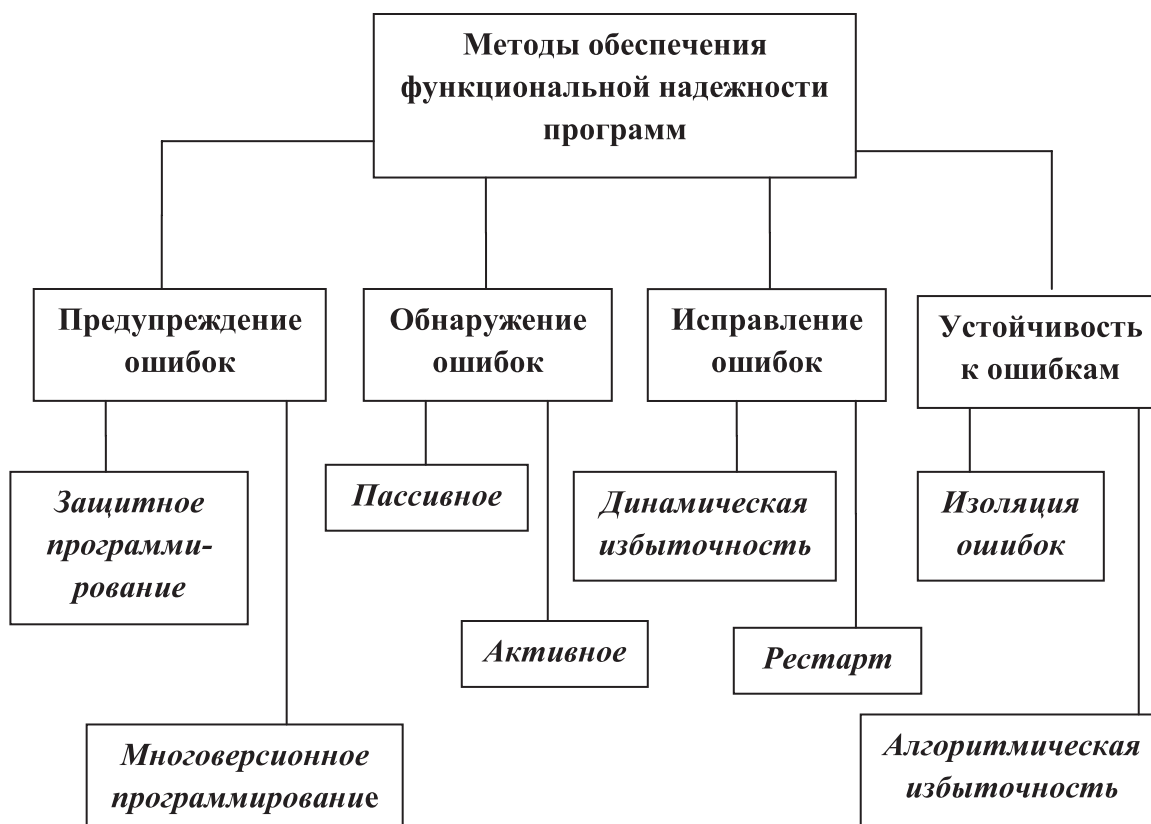 Методы обеспечения
функциональной надежности
программ
Предупреждение
ошибок
Обнаружение
ошибок
Исправление
ошибок
Устойчивость
к ошибкам
Защитное
программи-
рование
Пассивное
Динамическая
избыточность
Изоляция
ошибок
Активное
Рестарт
Многоверсионное
программирование
Алгоритмическая
избыточность